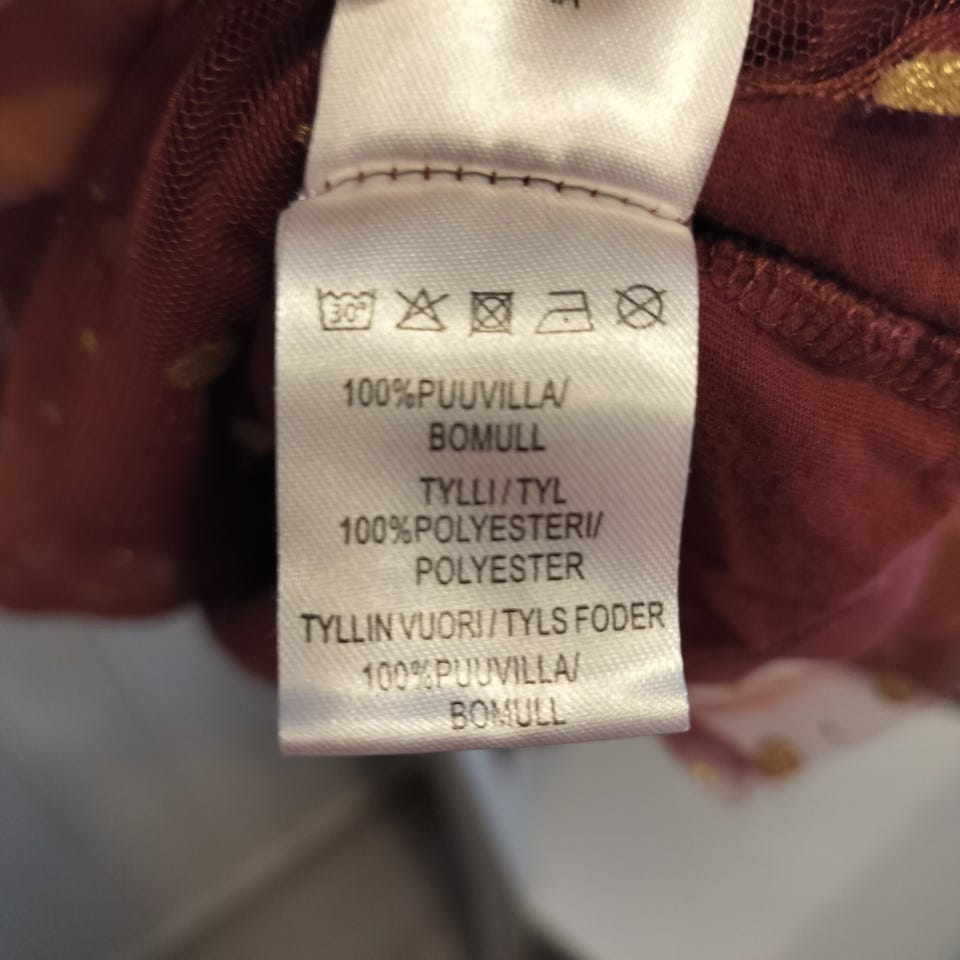 30°
100%PUUVILLA/
BOMULL
TYLLI/TYL
100%POLYESTERI/
POLYESTER
TYLLIN VUORI/TYLS FODER
100%PUUVILLA/
BOMULL